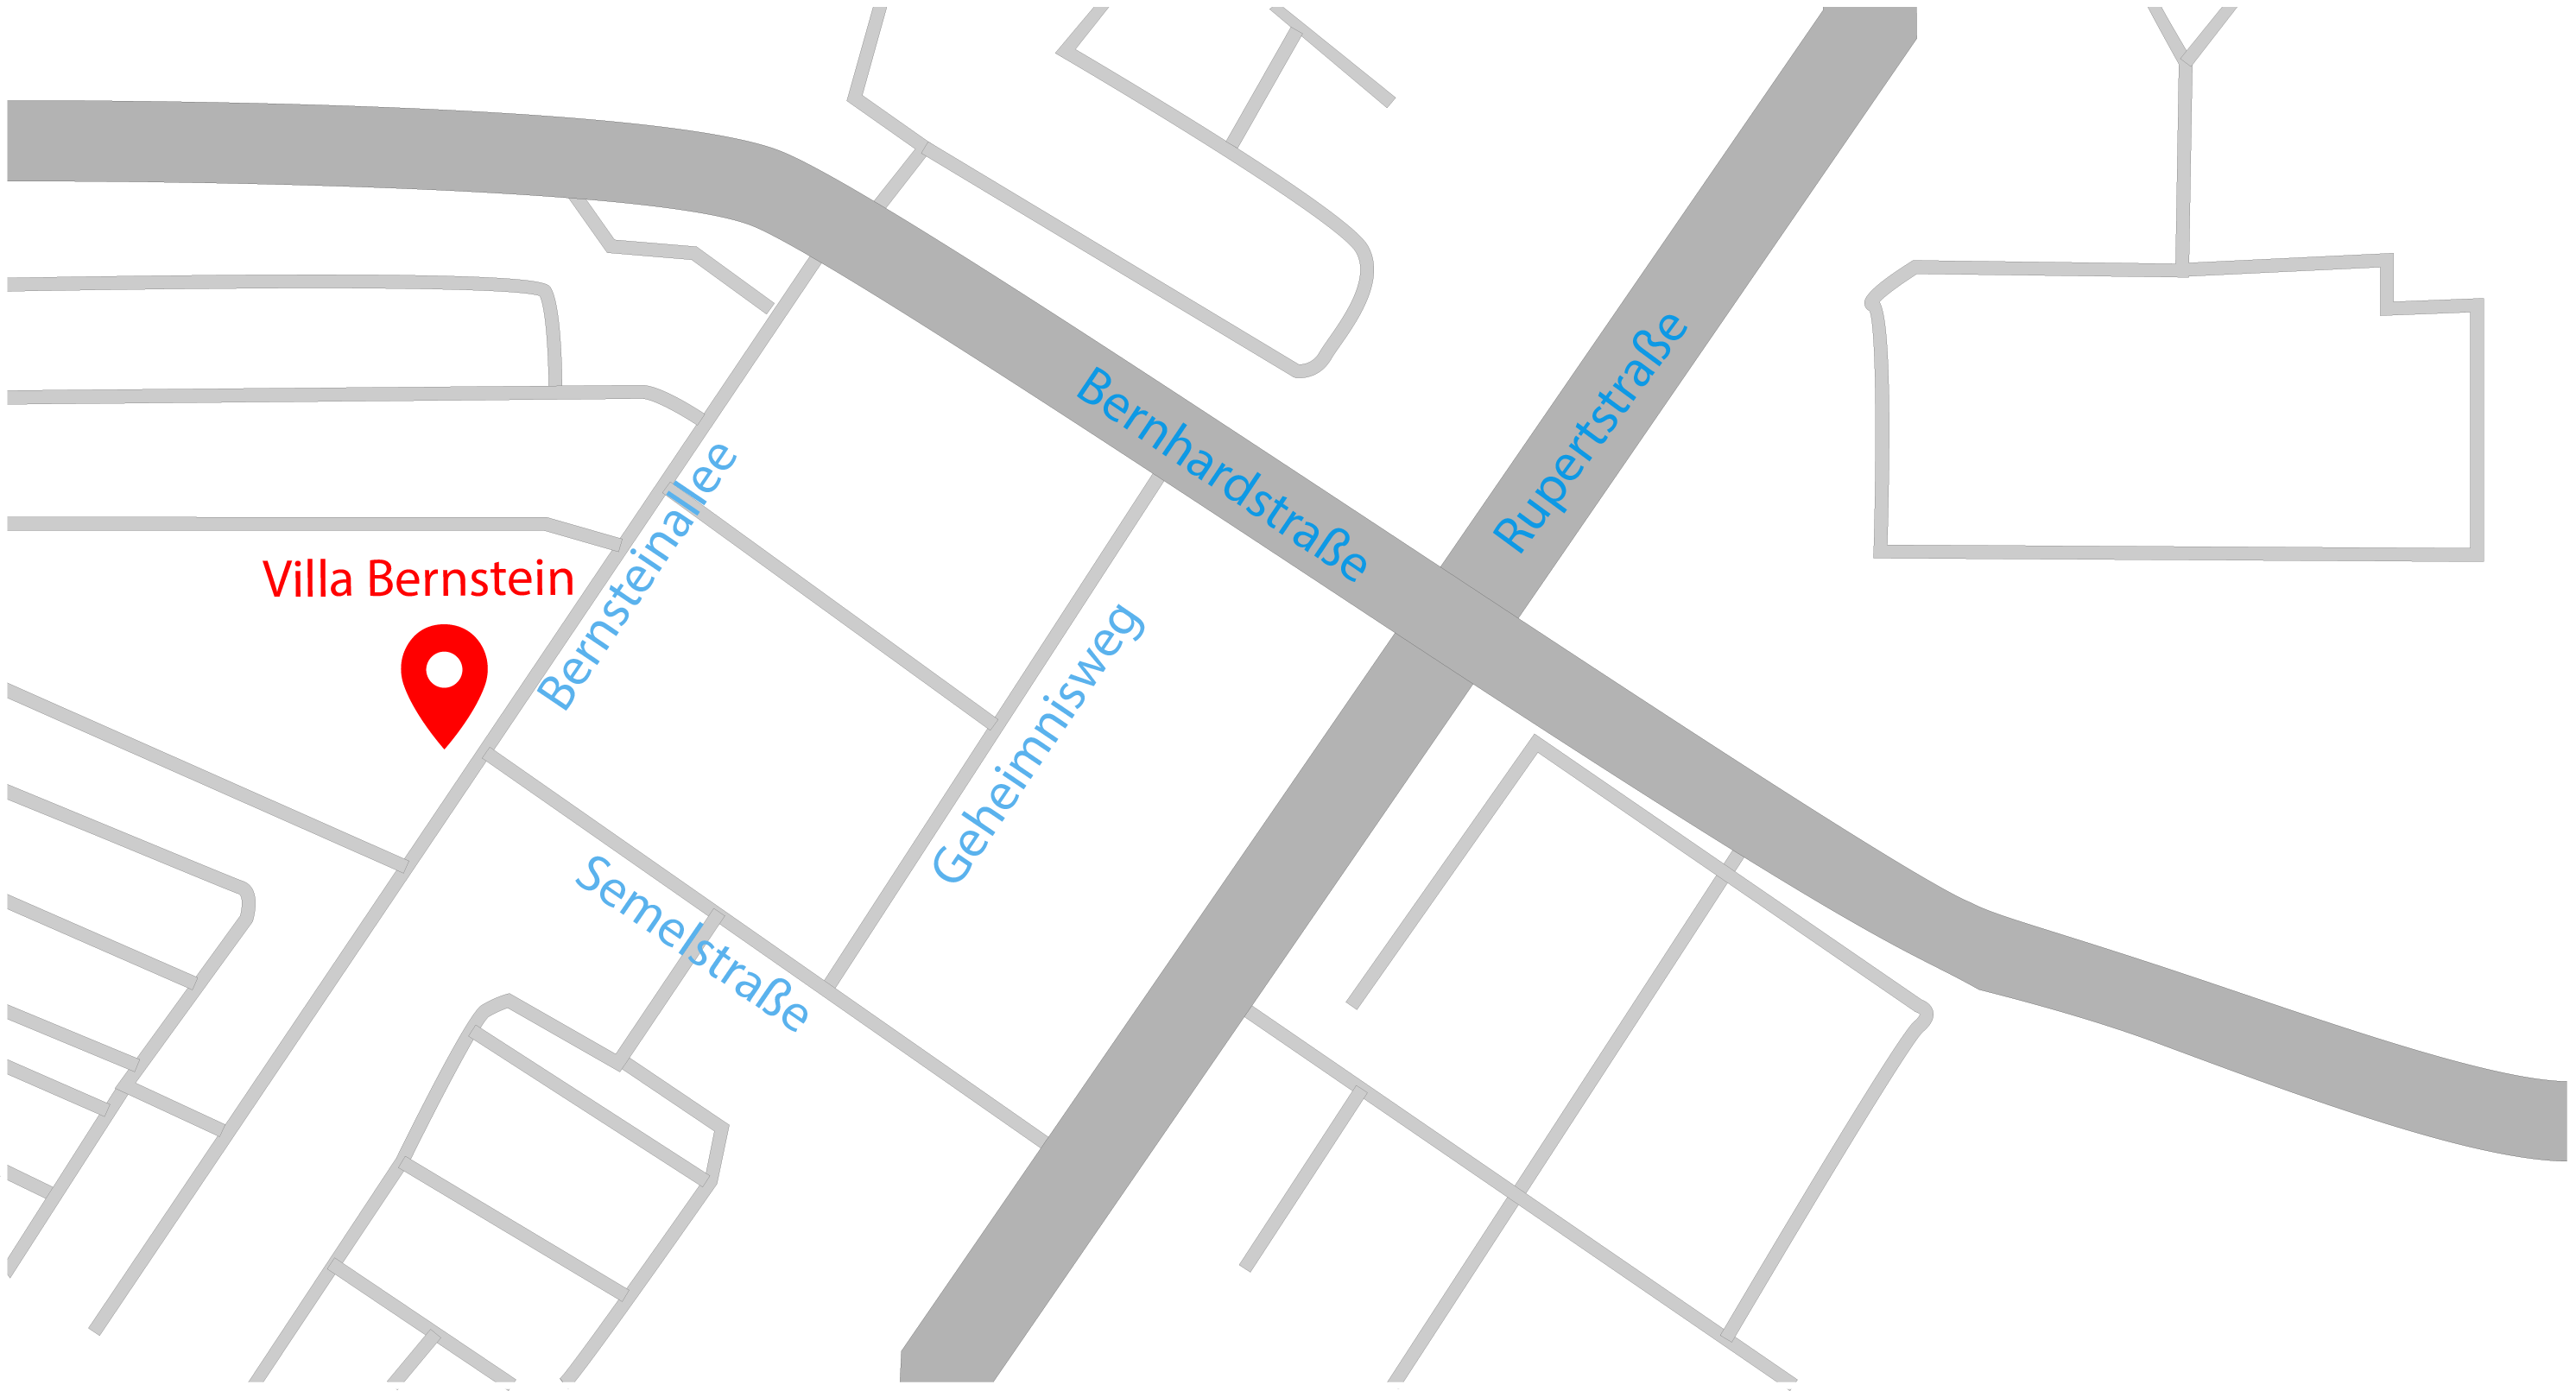 Rupertstraße
Bernhardstraße
Bernsteinallee
Villa Bernstein
Geheimnisweg
Semelstraße